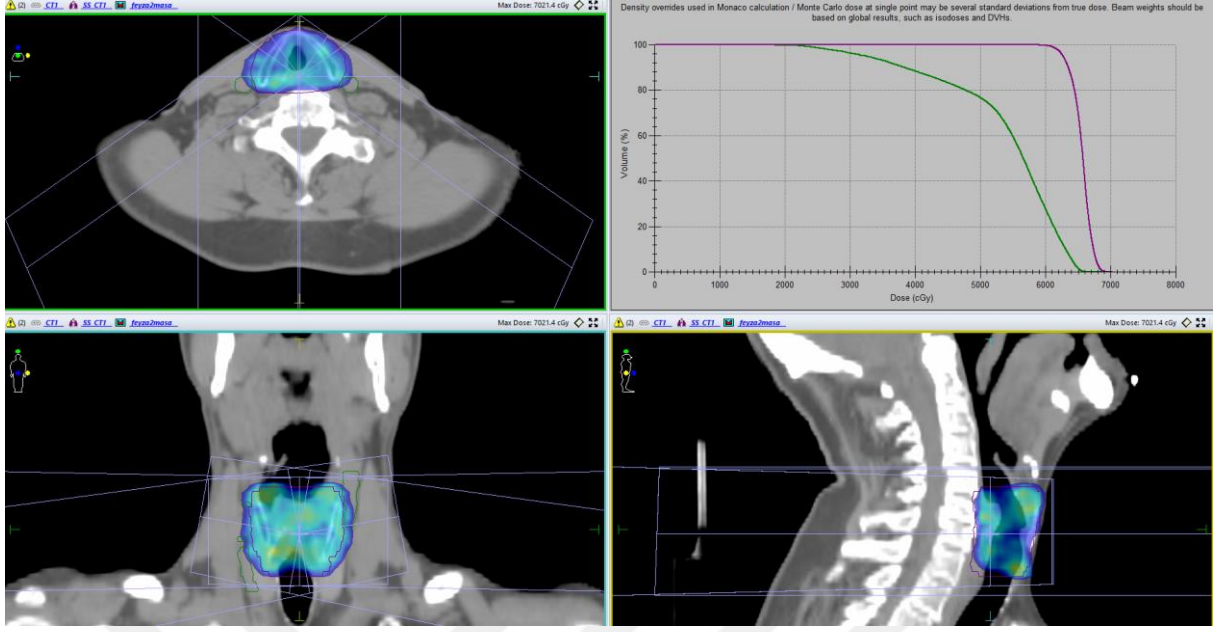 (2) CT1 SS CT1 feyza2masa Max Dose: 7021.4 cGy
Density overrides used in Monaco calculation / Monte Carlo dose at single point may be several standard deviations from true dose. Beam weights should be
based on global results, such as isodoses and DVHs.
100
80
60
40
20
0
Volume (%)
0 1000 2000 3000 4000 5000 6000 7000 8000
Dose (cGy)
(2) CT1 SS CT1 feyza2masa Max Dose: 7021.4 cGy
(2) CT1 SS CT1 feyza2masa Max Dose: 7021.4 cGy